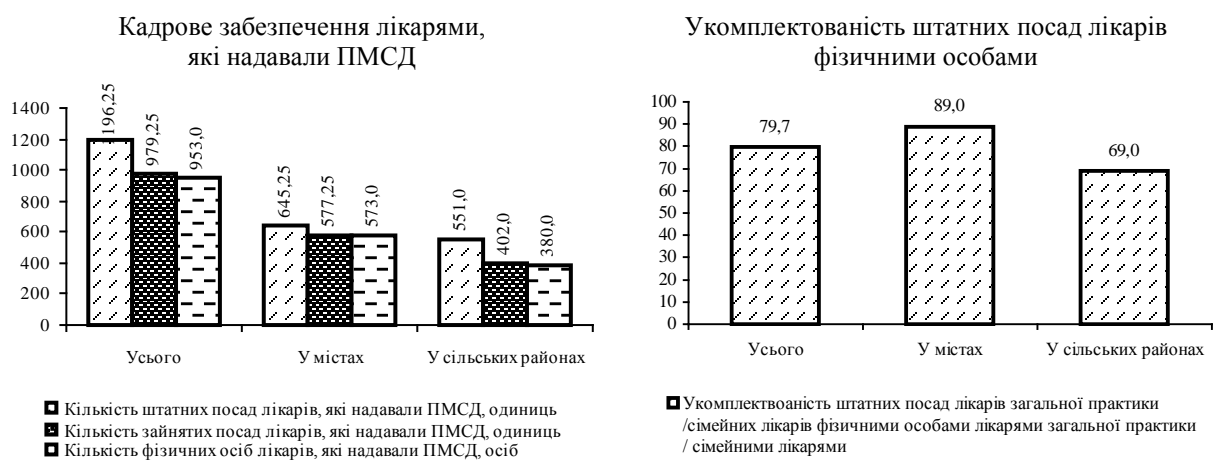 Кадрове забезпечення лікарями,
які надавали ПМСД
1400
1200
1000
800
600
400
200
0
196,25
979,25
953,0
645,25
577,25
573,0
551,0
402,0
380,0
Усього
У містах
У сільських районах
Кількість штатних посад лікарів, які надавали ПМСД, одиниць
Кількість зайнятих посад лікарів, які надавали ПМСД, одиниць
Кількість фізичних осіб лікарів, які надавали ПМСД, осіб
Укомплектованість штатних посад лікарів
фізичними особами
100
90
80
70
60
50
40
30
20
10
0
79,7
89,0
69,0
Усього
У містах
У сільських районах
Укомплектвоаність штатних посад лікарів загальної практики
/сімейних лікарів фізичними особами лікарями загальної практики
/ сімейними лікарями